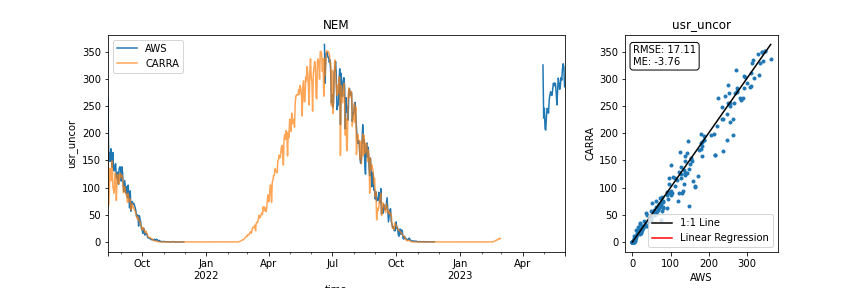 NEM
AWS
CARRA
usr_uncor
350
300
250
200
150
100
50
0
Oct
Jan
2022
Apr
Jul
Oct
Jan
2023
Apr
time
usr_uncor
RMSE: 17.11
ME: -3.76
CARRA
350
300
250
200
150
100
50
0
1:1 Line
Linear Regression
0
100
200
300
AWS